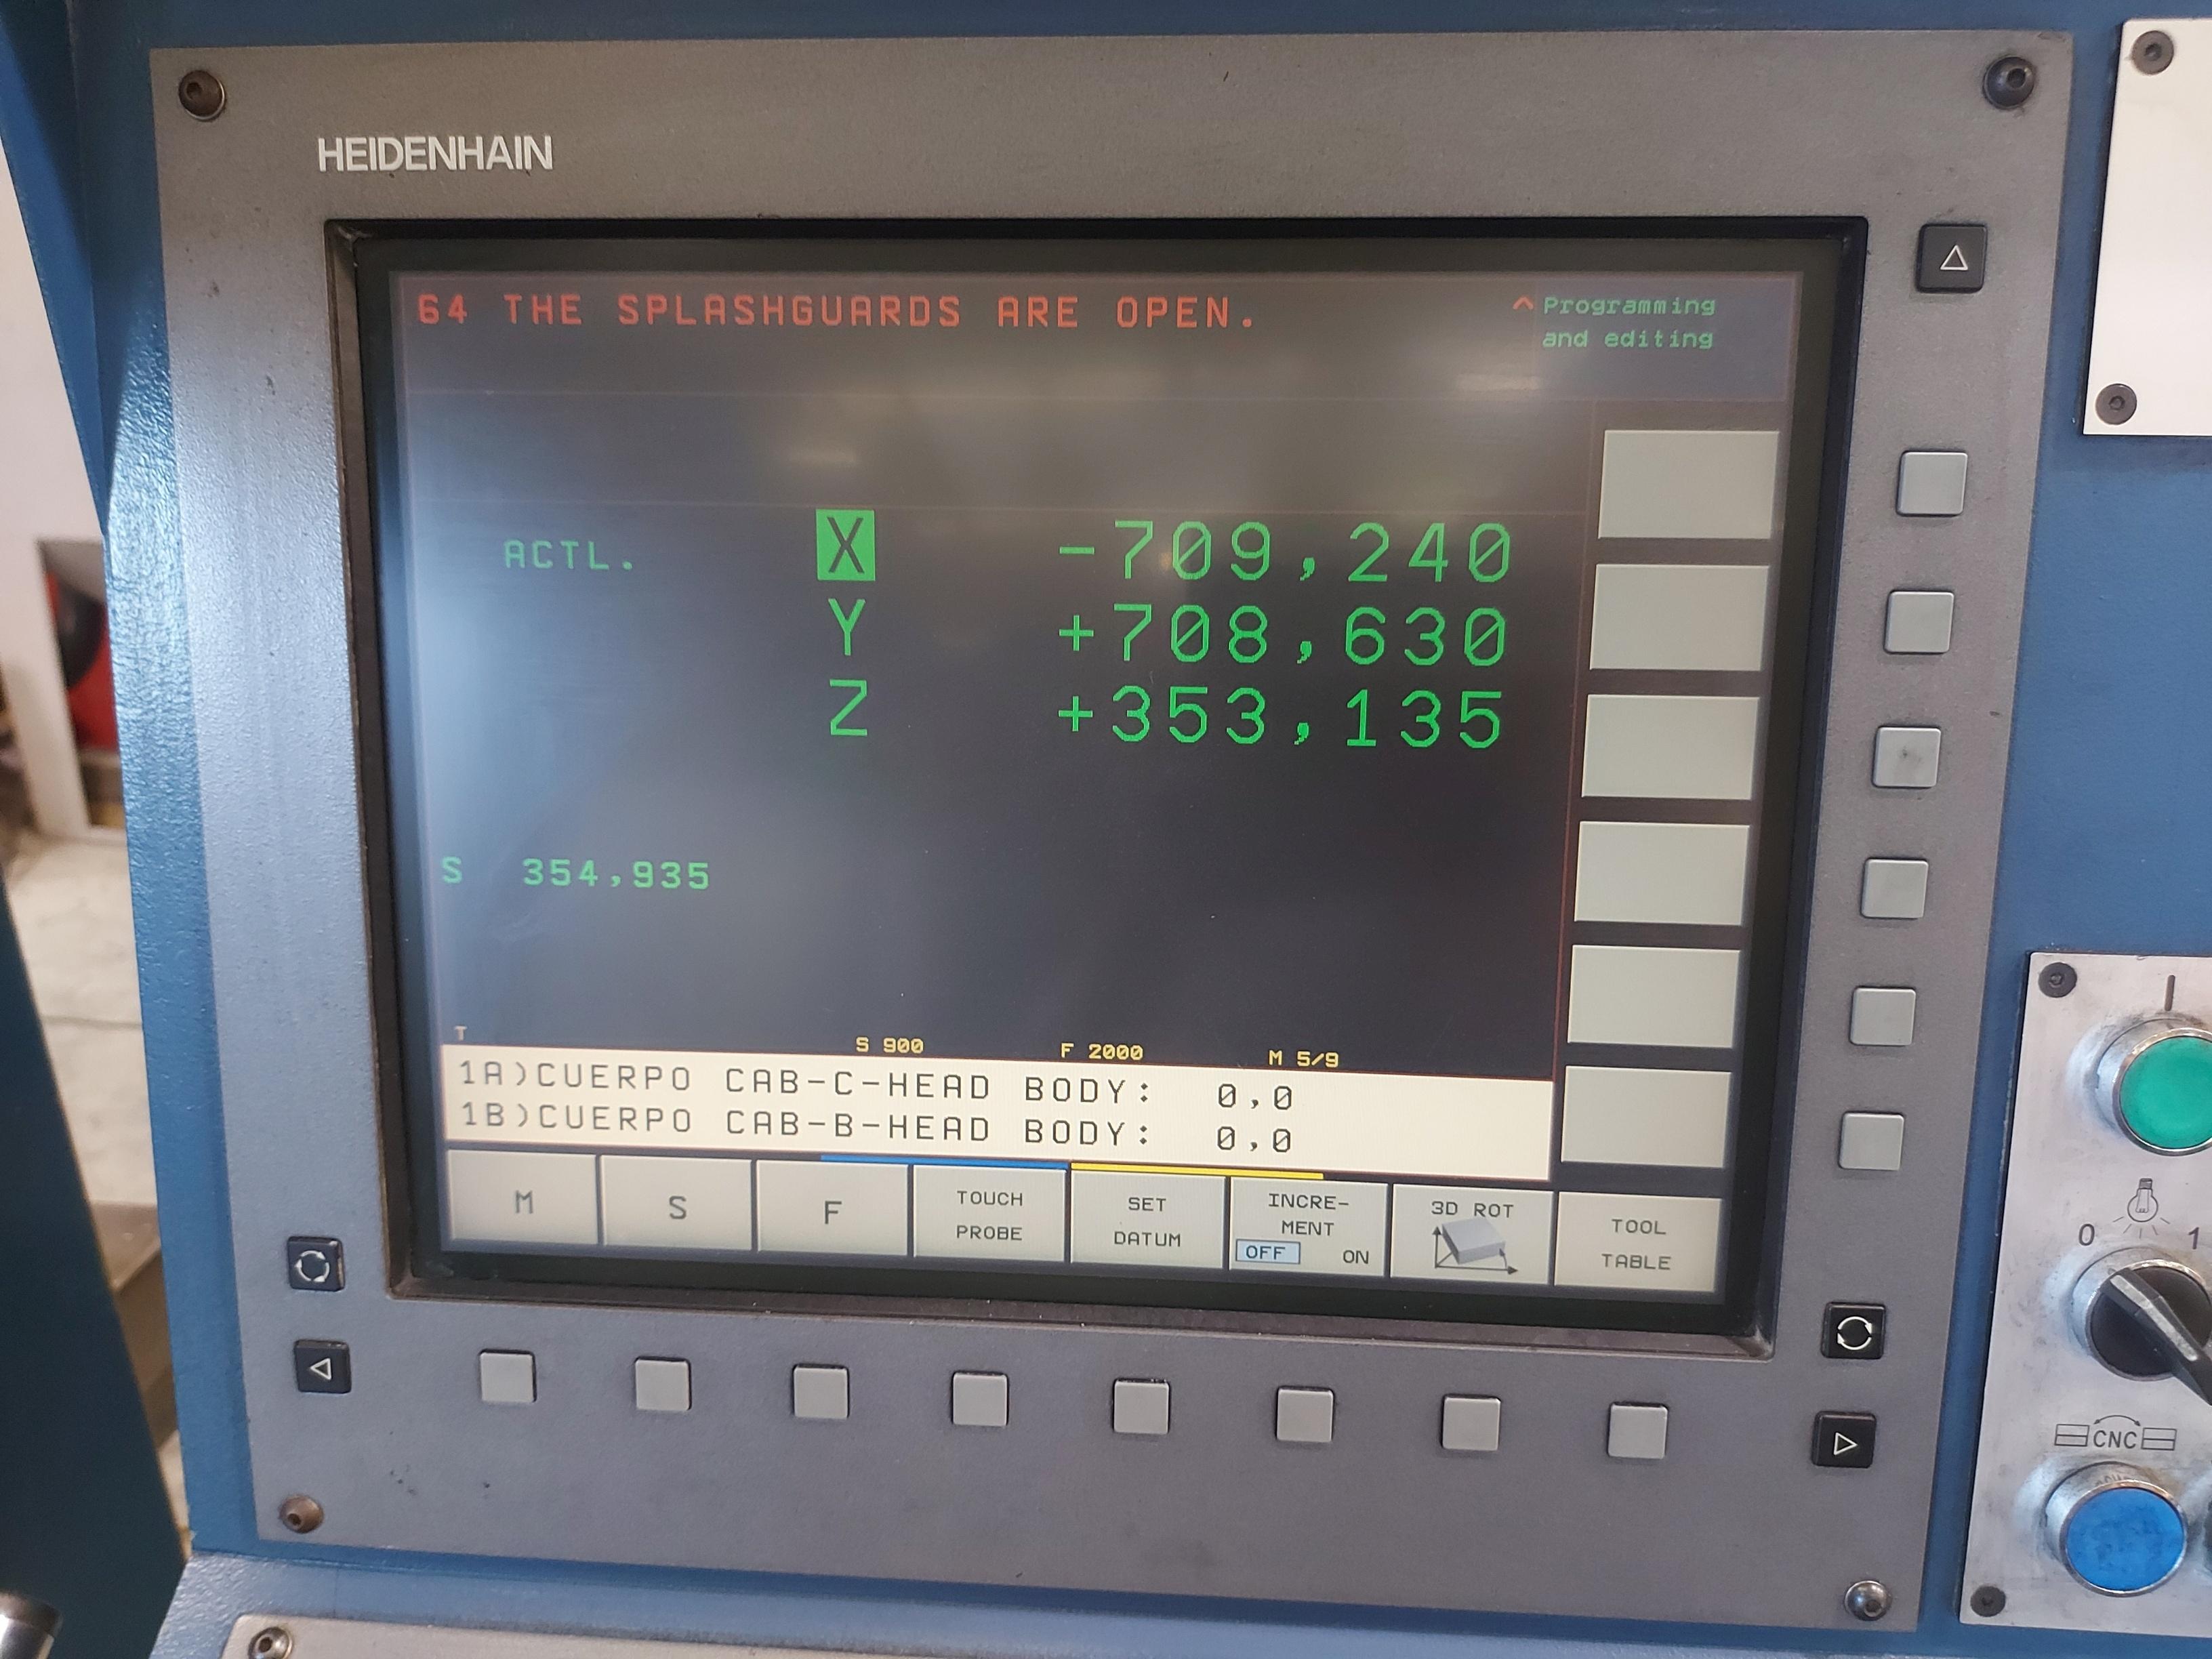 HEIDENHAIN
64 THE SPLASHGUARDS ARE OPEN.
^ Programming
and editing
ACTL. X -709,240
Y +708,630
Z +353,135
S 354,935
T S 900 F 2000 M 5/9
1A)CUERPO CAB-C-HEAD BODY: 0,0
1B)CUERPO CAB-B-HEAD BODY: 0,0
M
S
F
TOUCH
PROBE
SET
DATUM
INCRE-
MENT
OFF ON
3D ROT
TOOL
TABLE
0 1
CNC